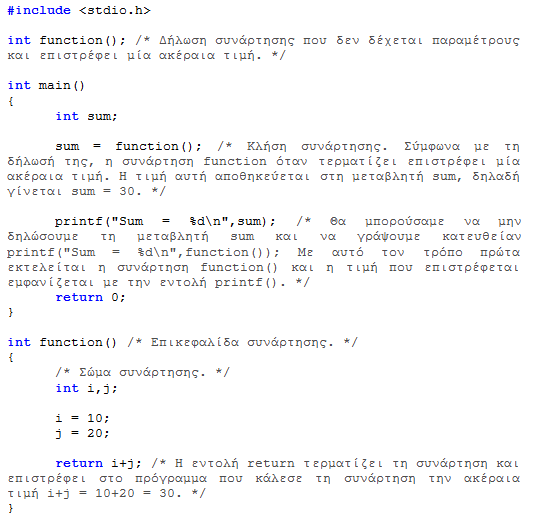 #include <stdio.h>
int function(); /* Δήλωση συνάρτησης που δεν δέχεται παραμέτρους
και επιστρέφει μία ακέραια τιμή. */
int main()
{
int sum;
sum = function(); /* Κλήση συνάρτησης. Σύμφωνα με τη
δήλωσή της, η συνάρτηση function όταν τερματίζει επιστρέφει μία
ακέραια τιμή. Η τιμή αυτή αποθηκεύεται στη μεταβλητή sum, δηλαδή
γίνεται sum = 30. */
printf("Sum = %d\n",sum); /* Θα μπορούσαμε να μην
δηλώσουμε τη μεταβλητή sum και να γράψουμε κατευθείαν
printf("Sum = %d\n",function()); Με αυτό τον τρόπο πρώτα
εκτελείται η συνάρτηση function() και η τιμή που επιστρέφεται
εμφανίζεται με την εντολή printf(). */
return 0;
}
int function() /* Επικεφαλίδα συνάρτησης. */
{
/* Σώμα συνάρτησης. */
int i,j;
i = 10;
j = 20;
return i+j; /* Η εντολή return τερματίζει τη συνάρτηση και
επιστρέφει στο πρόγραμμα που κάλεσε τη συνάρτηση την ακέραια
τιμή i+j = 10+20 = 30. */
}